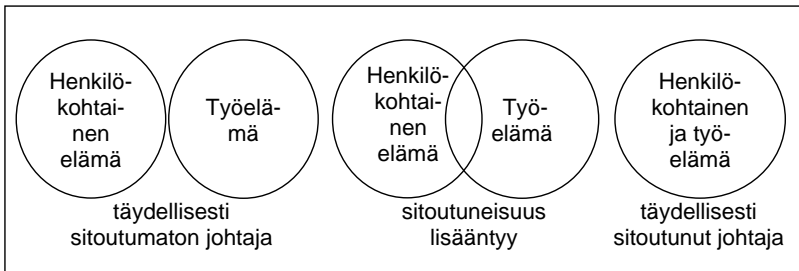 Henkilö-
kohtai-
nen
elämä
Työelä-
mä
täydellisesti
sitoutumaton johtaja
Henkilö-
kohtai-
nen
elämä
Työ-
elämä
sitoutuneisuus
lisääntyy
Henkilö-
kohtainen
ja työ-
elämä
täydellisesti
sitoutunut johtaja